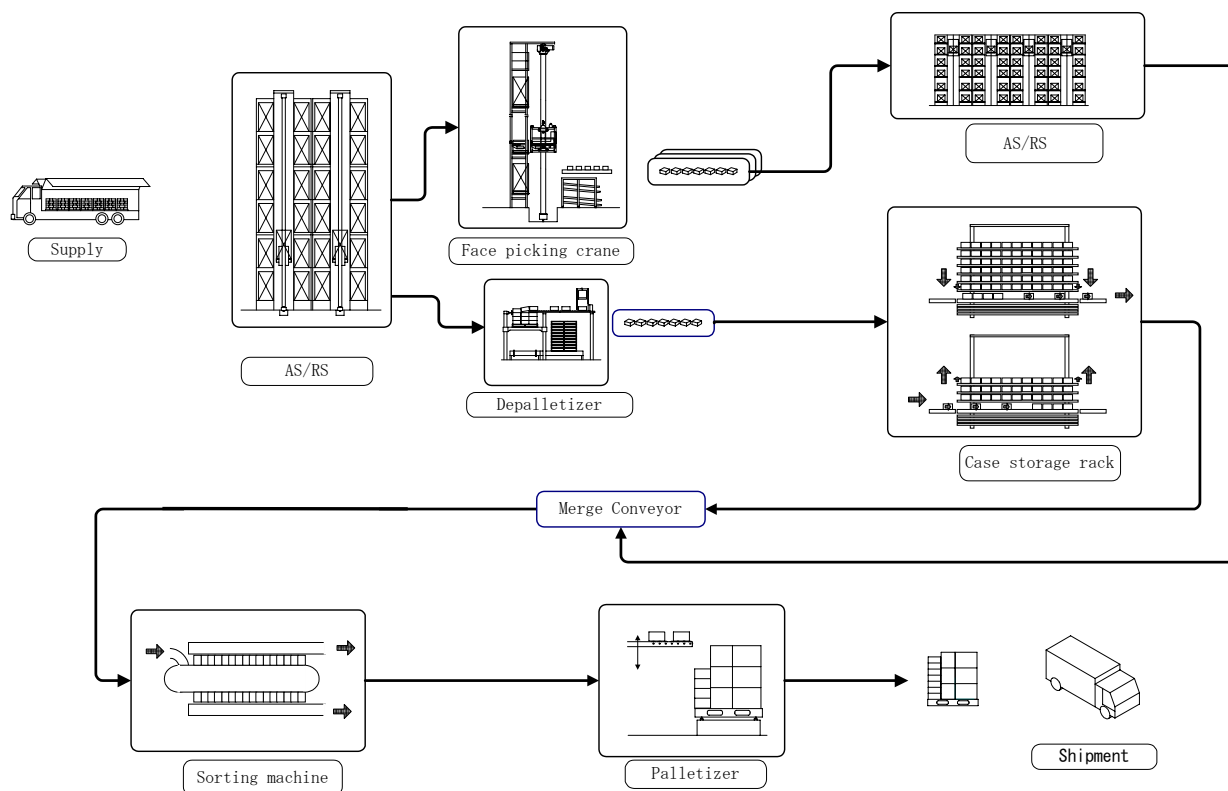 AS/RS
Supply
Face picking crane
AS/RS
Depalletizer
Case storage rack
Merge Conveyor
Sorting machine
Palletizer
Shipment